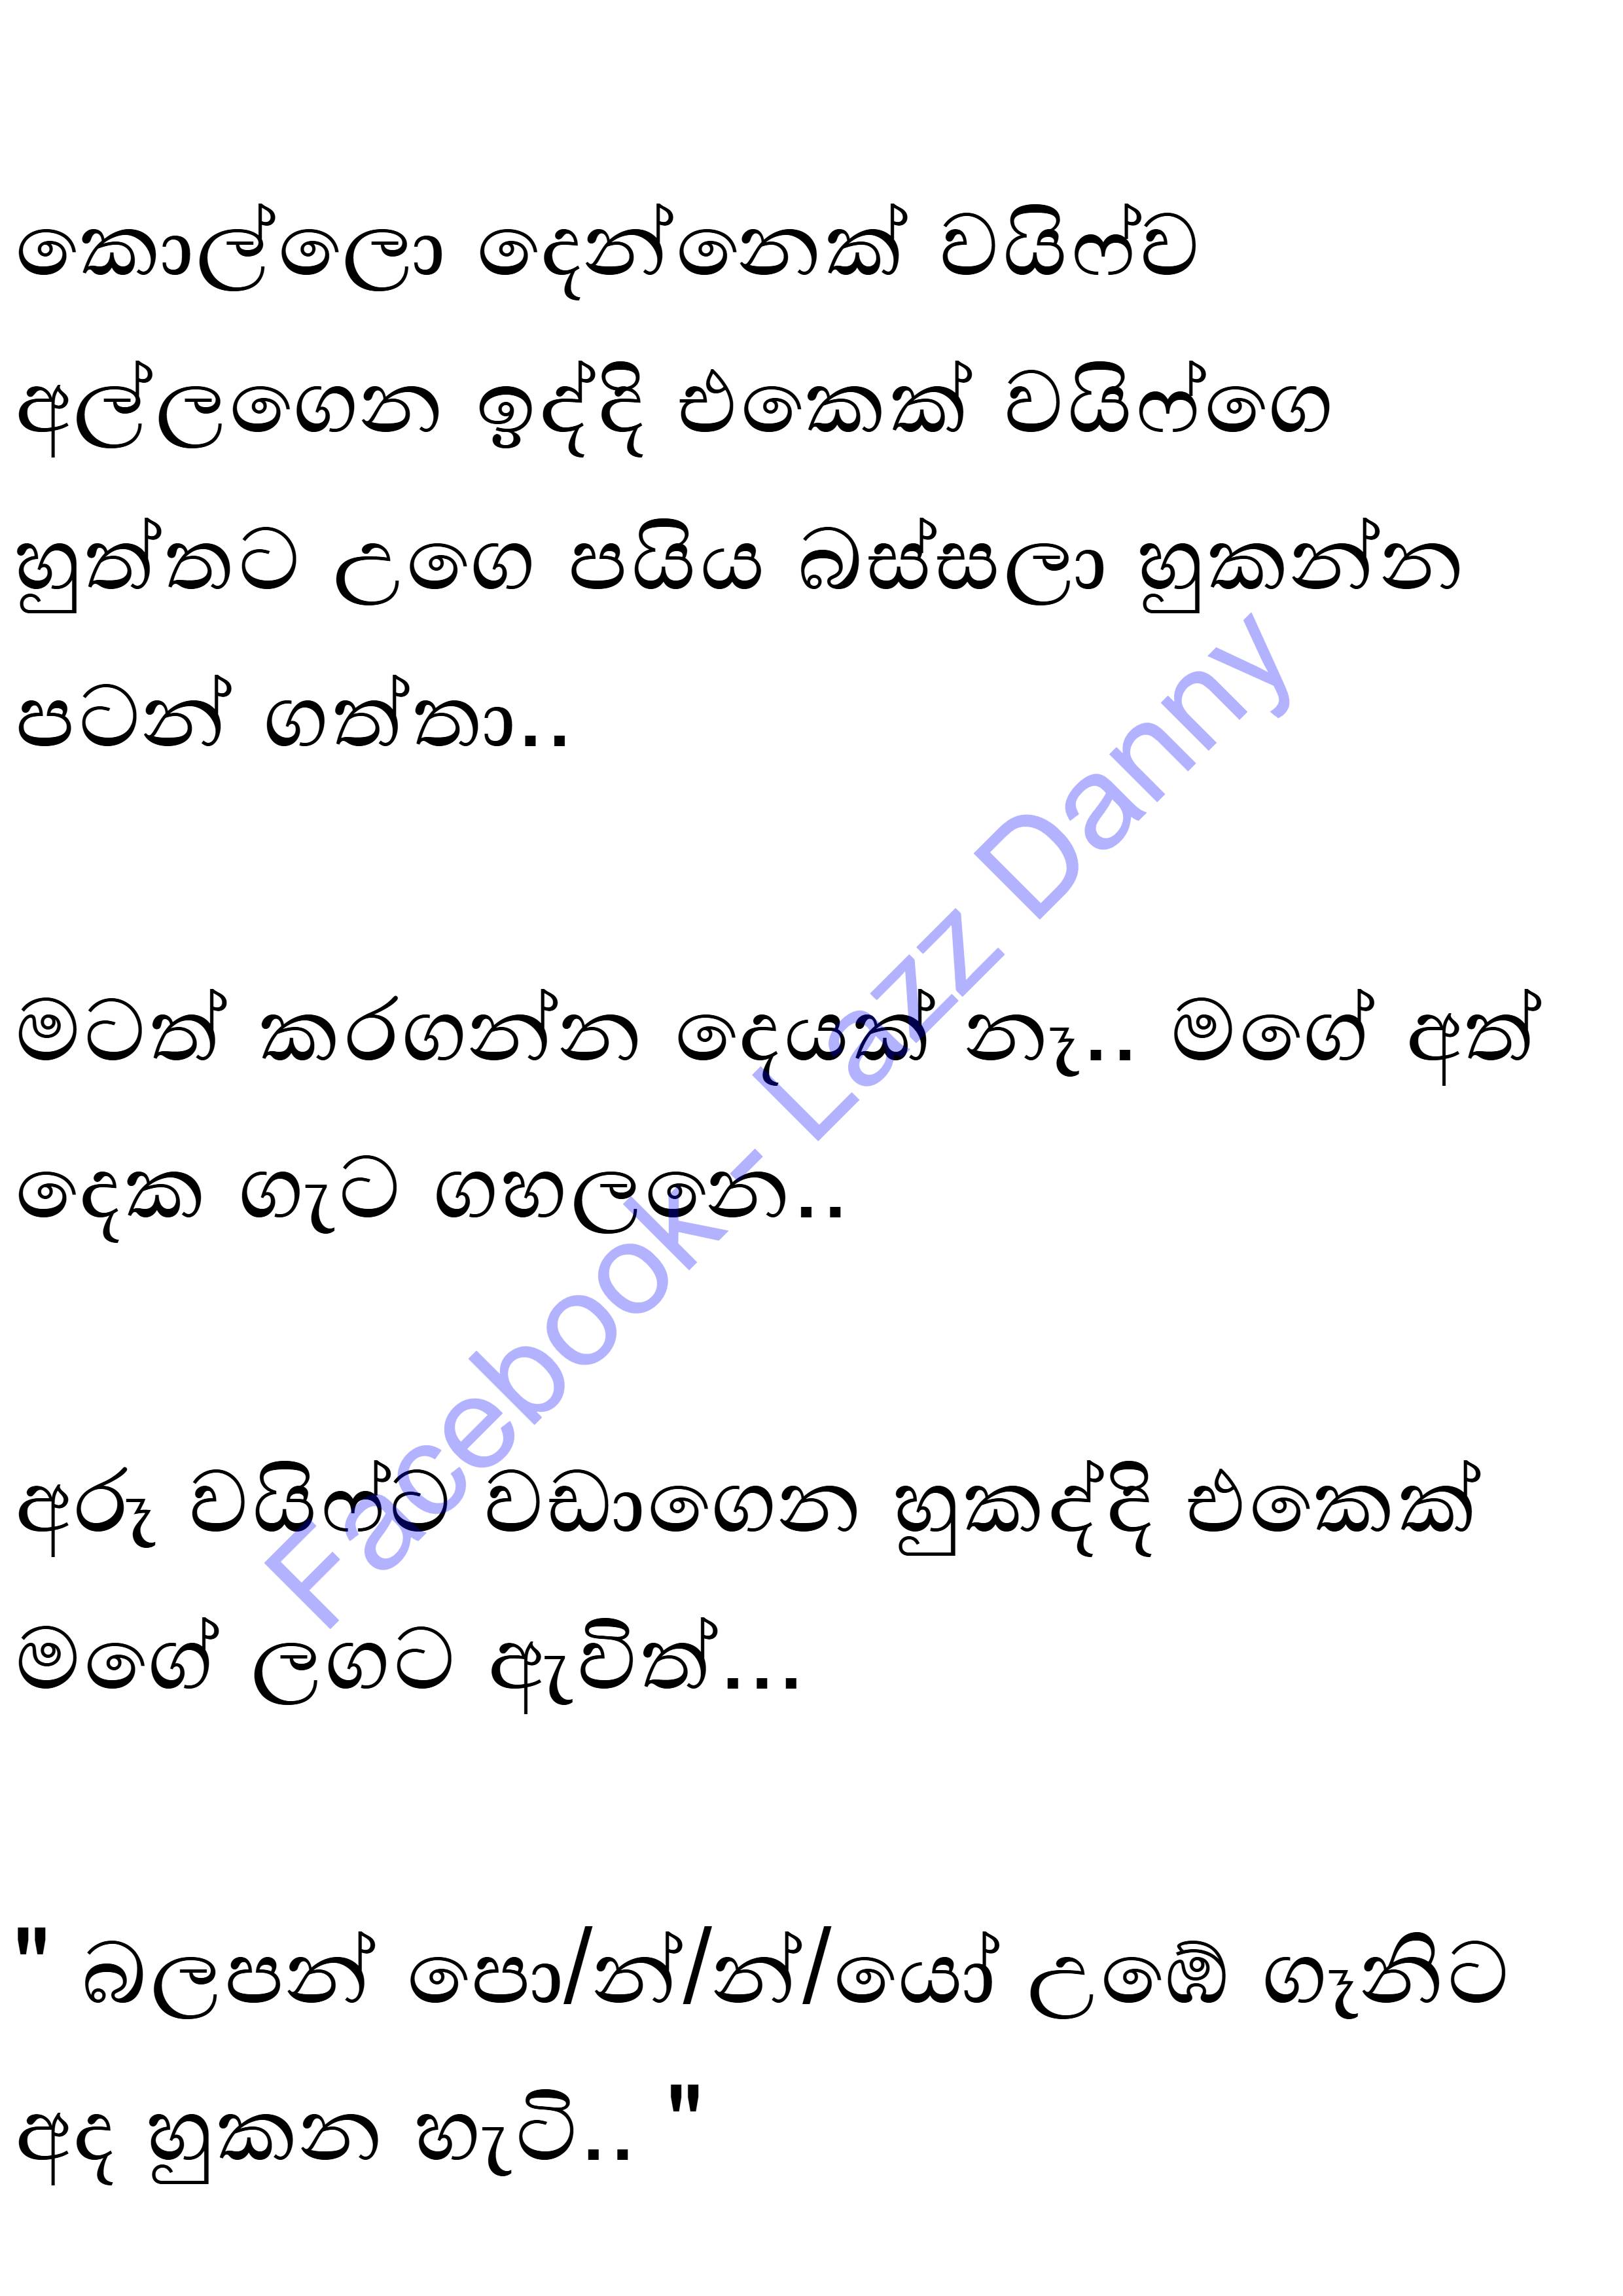 කොල්ලො දෙන්නෙක් වයිෆ්ව
අල්ලගෙන ඉද්දි එකෙක් වයිෆ්ගෙ
හුත්තට උගෙ පයිය බස්සලා හුකන්න
පටන් ගත්තා..
මටත් කරගන්න දෙයක් නෑ.. මගේ අත්
දෙක ගැට ගහලනෙ..
අරූ වයිෆ්ට වඩාගෙන හුකද්දි එකෙක්
මගේ ලගට ඇවිත්...
" බලපන් පො/න්/න්/යෝ උඹේ ගෑනිට
අද හුකන හැටි.. "
Facebook - Lazz Danny